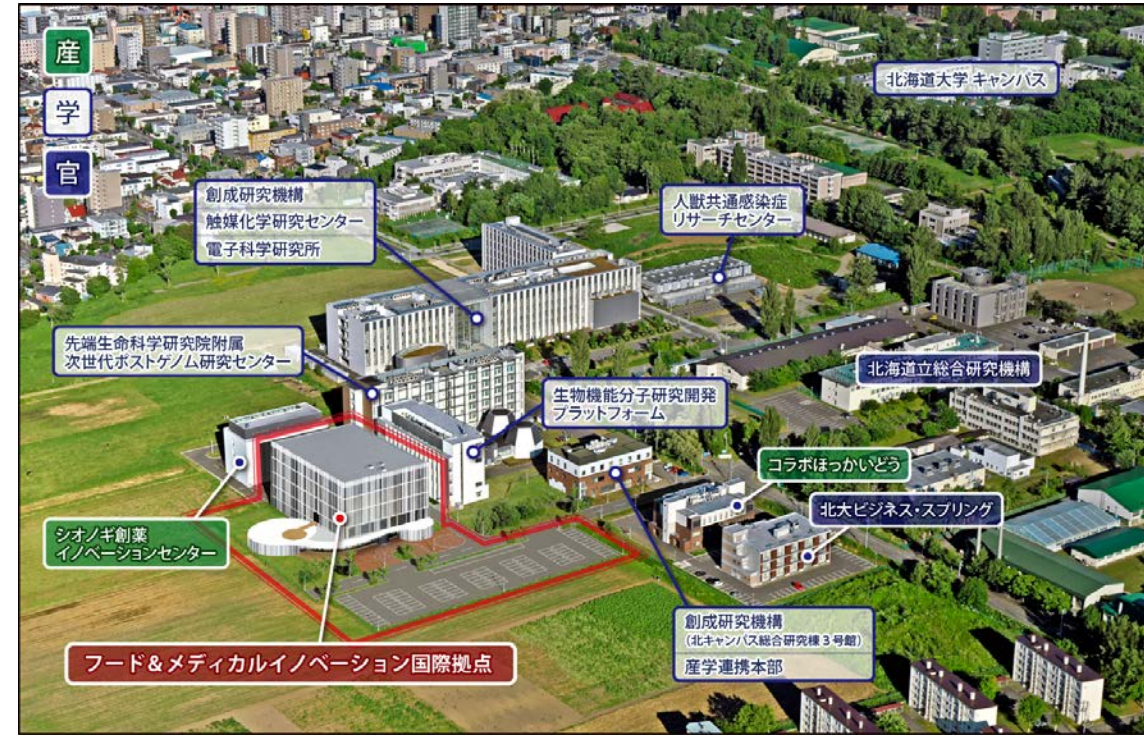 産
学
官
北海道大学 キャンパス
創成研究機構
触媒化学研究センター
電子科学研究所
人獣共通感染症
リサーチセンター
先端生命科学研究院附属
次世代ポストゲノム研究センター
生物機能分子研究開発
プラットフォーム
北海道立総合研究機構
コラボほっかいどう
北大ビジネス・スプリング
シオノギ創薬
イノベーションセンター
創成研究機構
(北キャンパス総合研究棟3号館)
産学連携本部
フード&メディカルイノベーション国際拠点